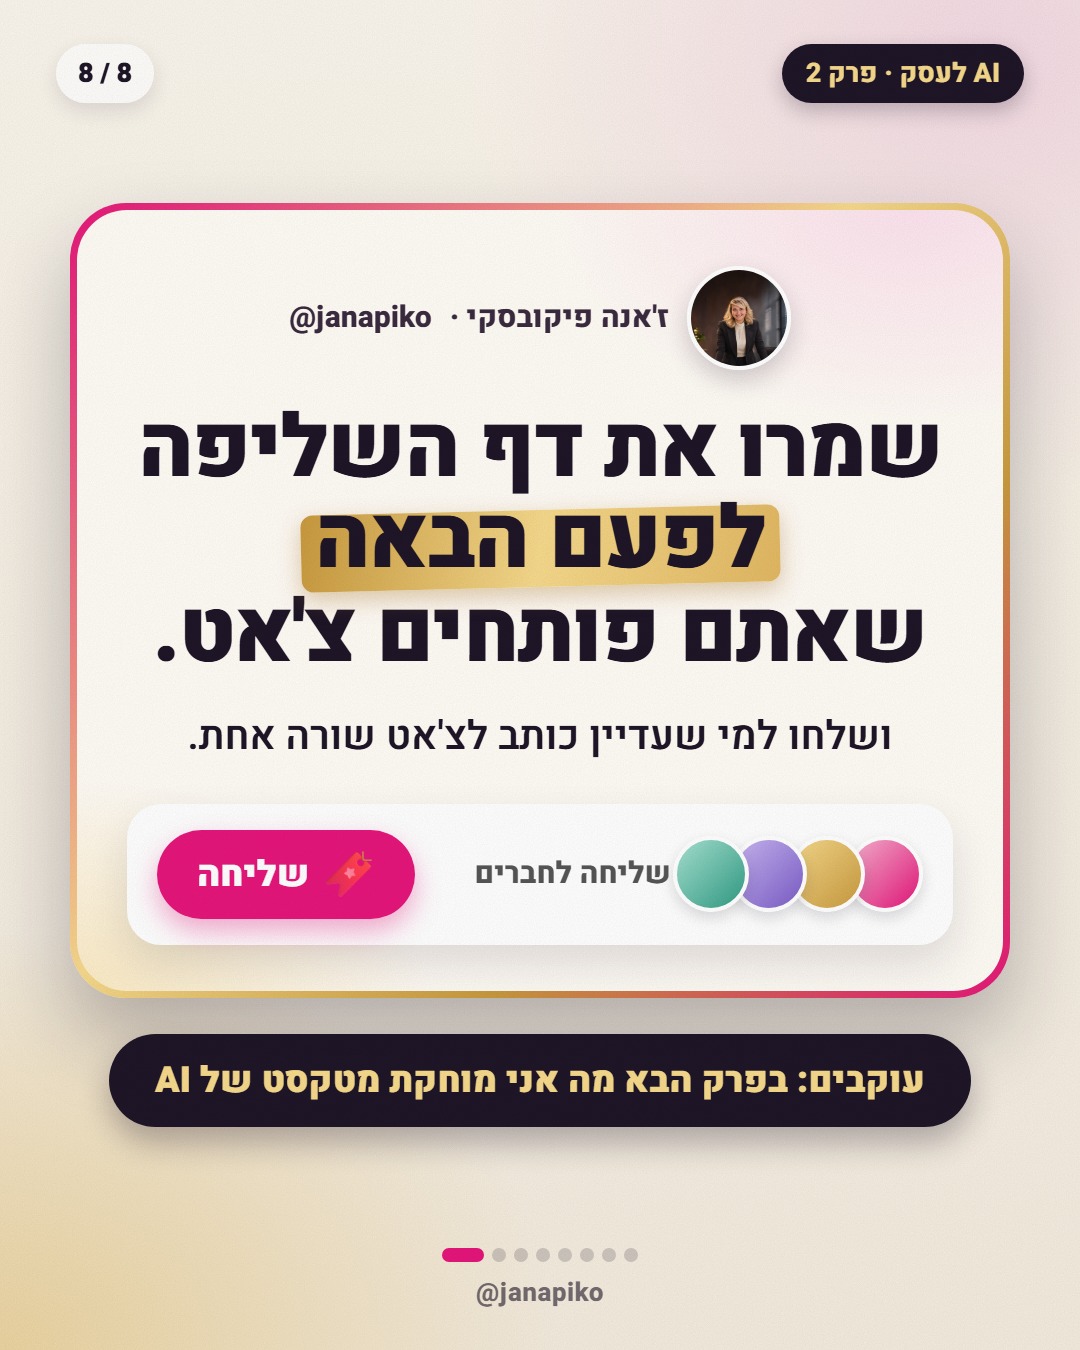 AI לעסק · פרק 2
8 / 8
ז'אנה פיקובסקי · @janapiko
שמרו את דף השליפה
לפעם הבאה
שאתם פותחים צ'אט.
ושלחו למי שעדיין כותב לצ'אט שורה אחת.
שליחה לחברים
שליחה
עוקבים: בפרק הבא מה אני מוחקת מטקסט של AI
@janapiko